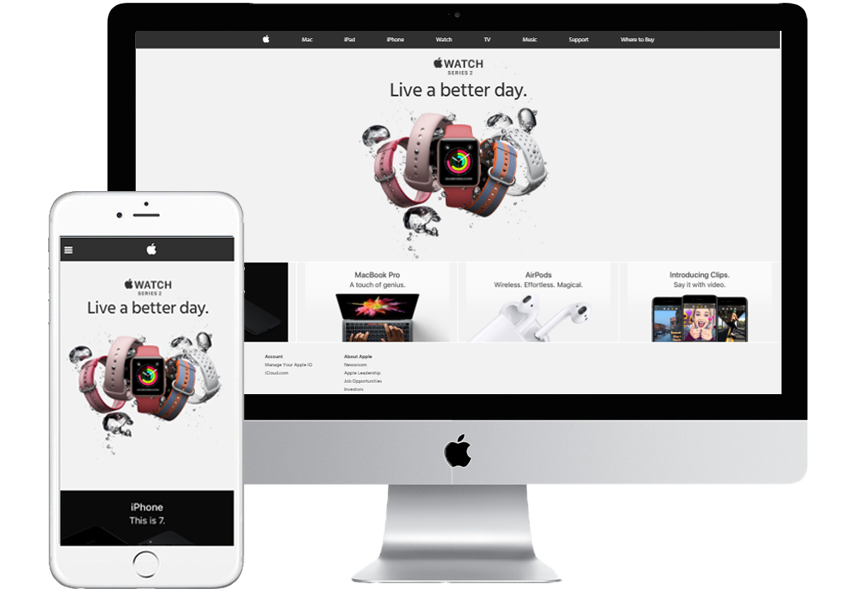 Mac iPad iPhone Watch TV Music Support Where to Buy
WATCH
SERIES 2
Live a better day.
MacBook Pro
A touch of genius.
AirPods
Wireless. Effortless. Magical.
Introducing Clips.
Say it with video.
Account
Manage Your Apple ID
iCloud.com
About Apple
Newsroom
Apple Leadership
Job Opportunities
Investors
WATCH
SERIES 2
Live a better day.
iPhone
This is 7.